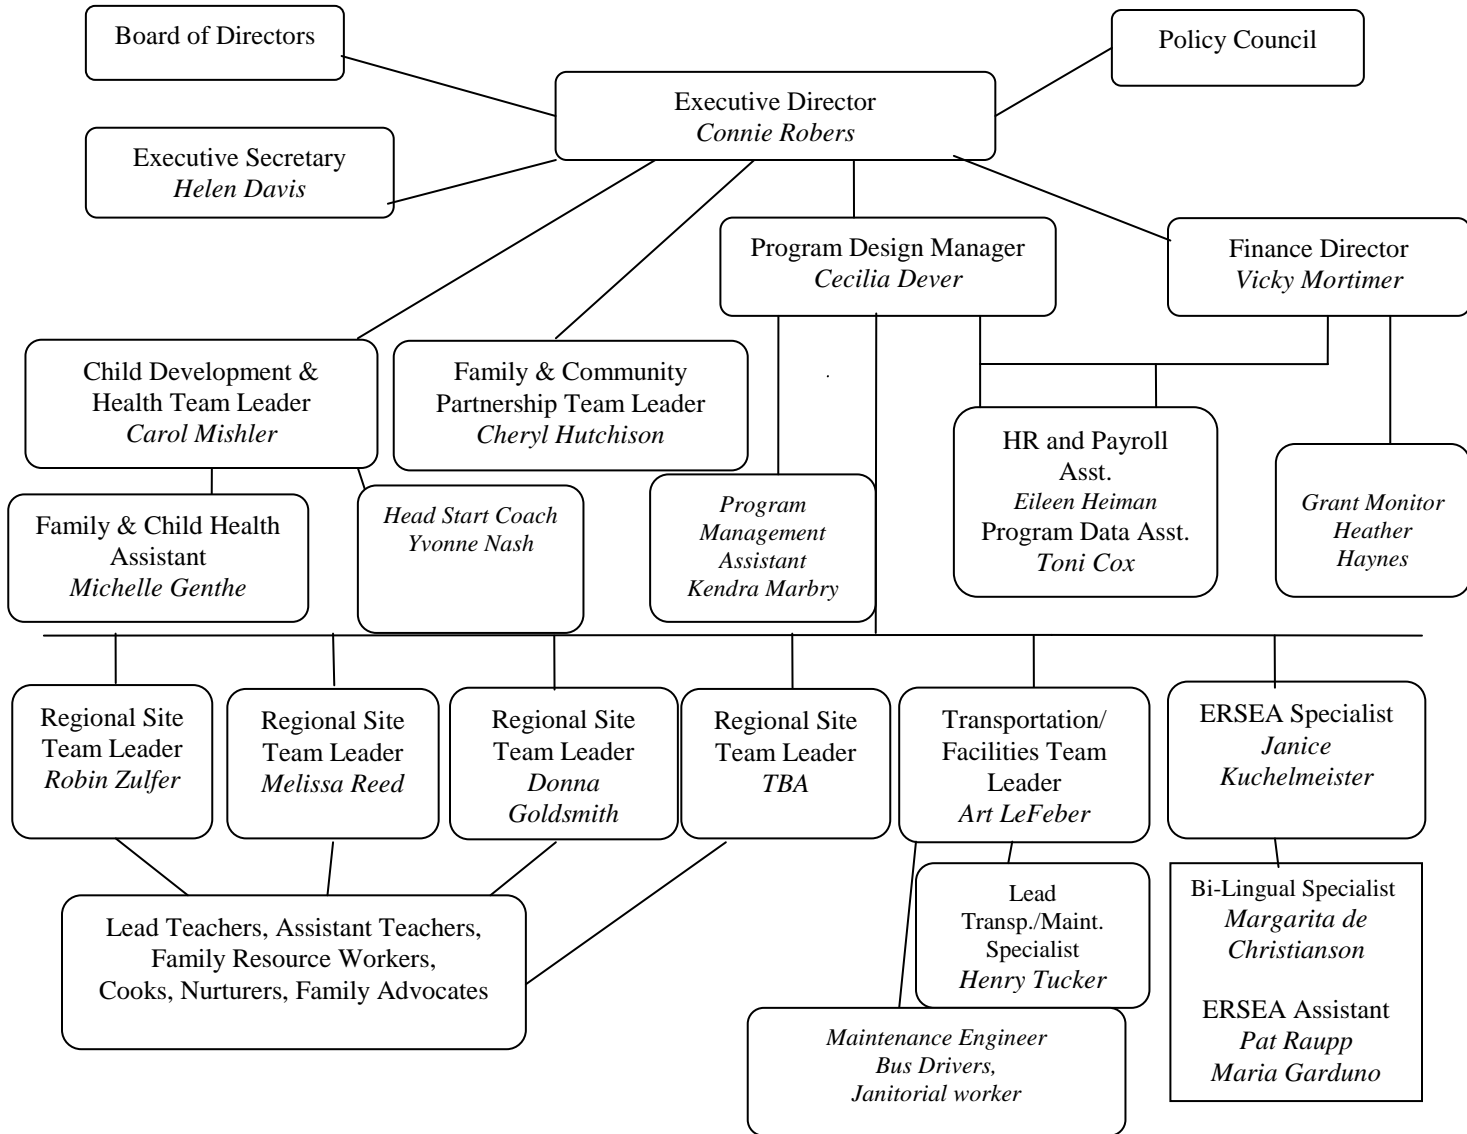 Board of Directors
Policy Council
Executive Director
Connie Robers
Executive Secretary
Helen Davis
Program Design Manager
Cecilia Dever
Finance Director
Vicky Mortimer
Child Development &
Health Team Leader
Carol Mishler
Family & Community
Partnership Team Leader
Cheryl Hutchison
HR and Payroll
Asst.
Eileen Heiman
Program Data Asst.
Toni Cox
Grant Monitor
Heather
Haynes
Family & Child Health
Assistant
Michelle Genthe
Head Start Coach
Yvonne Nash
Program
Management
Assistant
Kendra Marbry
Regional Site
Team Leader
Robin Zulfer
Regional Site
Team Leader
Melissa Reed
Regional Site
Team Leader
Donna
Goldsmith
Regional Site
Team Leader
TBA
Transportation/
Facilities Team
Leader
Art LeFeber
ERSEA Specialist
Janice
Kuchelmeister
Lead Teachers, Assistant Teachers,
Family Resource Workers,
Cooks, Nurturers, Family Advocates
Lead
Transp./Maint.
Specialist
Henry Tucker
Bi-Lingual Specialist
Margarita de
Christianson
ERSEA Assistant
Pat Raupp
Maria Garduno
Maintenance Engineer
Bus Drivers,
Janitorial worker